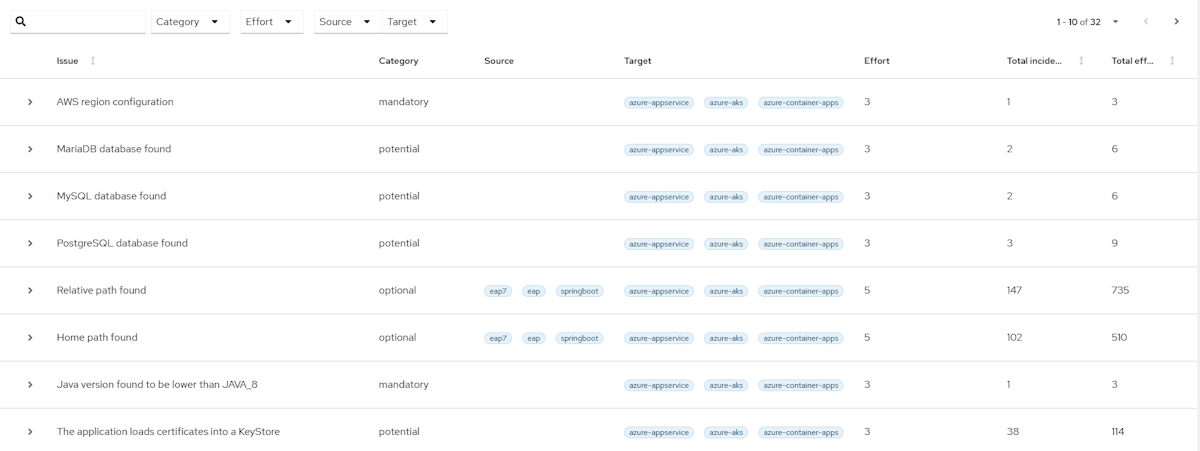 Category Effort Source Target 1 - 10 of 32
Issue Category Source Target Effort Total incide... Total eff...
AWS region configuration mandatory azure-appservice azure-aks azure-container-apps 3 1 3
MariaDB database found potential azure-appservice azure-aks azure-container-apps 3 2 6
MySQL database found potential azure-appservice azure-aks azure-container-apps 3 2 6
PostgreSQL database found potential azure-appservice azure-aks azure-container-apps 3 3 9
Relative path found optional eap7 eap springboot azure-appservice azure-aks azure-container-apps 5 147 735
Home path found optional eap7 eap springboot azure-appservice azure-aks azure-container-apps 5 102 510
Java version found to be lower than JAVA_8 mandatory azure-appservice azure-aks azure-container-apps 3 1 3
The application loads certificates into a KeyStore potential azure-appservice azure-aks azure-container-apps 3 38 114